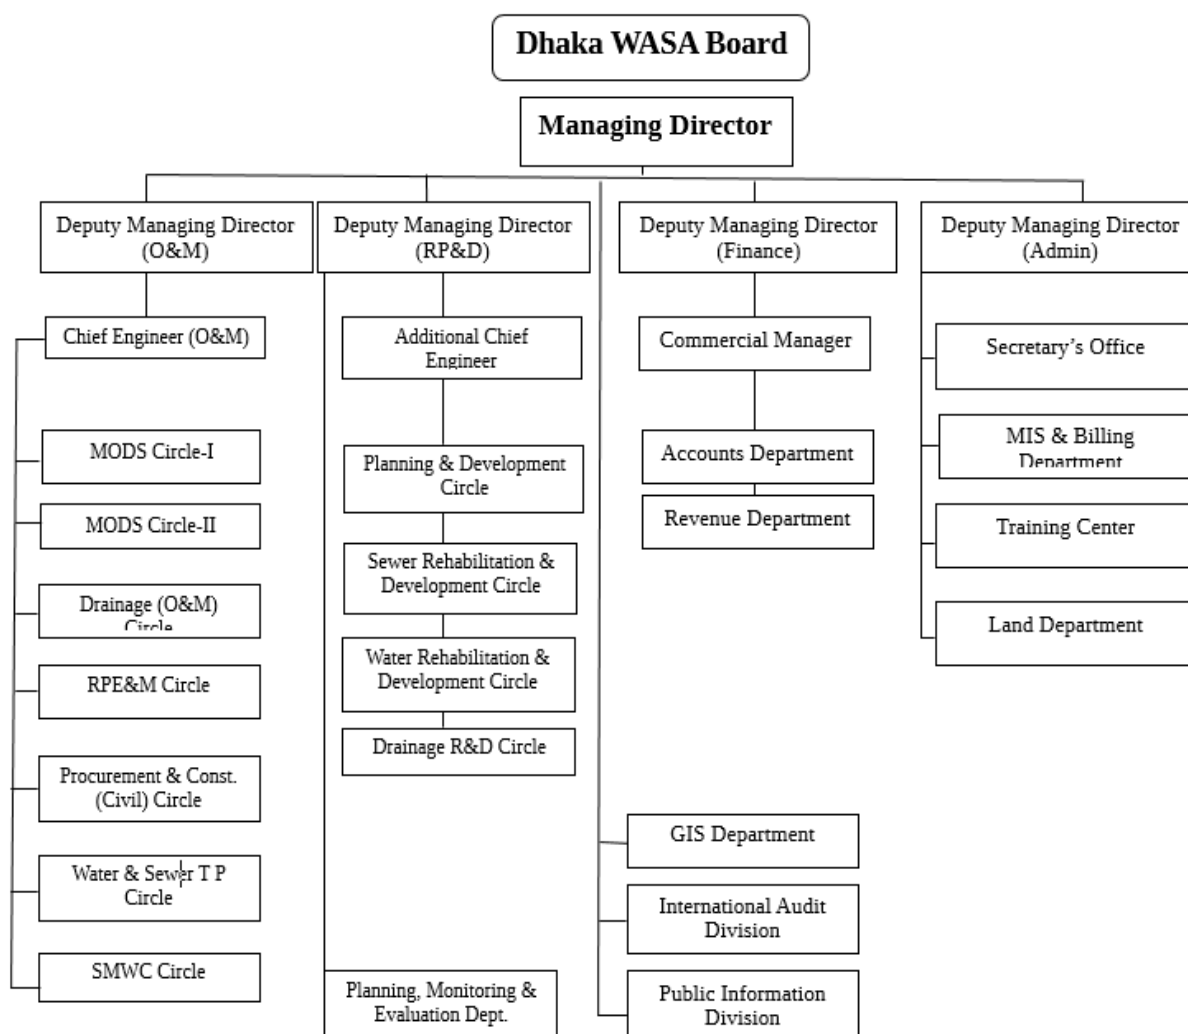 Dhaka WASA Board
Managing Director
Deputy Managing Director
(O&M)
Deputy Managing Director
(RP&D)
Deputy Managing Director
(Finance)
Deputy Managing Director
(Admin)
Chief Engineer (O&M)
MODS Circle-I
MODS Circle-II
Drainage (O&M)
Circle
RPE&M Circle
Procurement & Const.
(Civil) Circle
Water & Sewer T P
Circle
SMWC Circle
Additional Chief
Engineer
Planning & Development
Circle
Sewer Rehabilitation &
Development Circle
Water Rehabilitation &
Development Circle
Drainage R&D Circle
Planning, Monitoring &
Evaluation Dept.
Commercial Manager
Accounts Department
Revenue Department
GIS Department
International Audit
Division
Public Information
Division
Secretary’s Office
MIS & Billing
Department
Training Center
Land Department